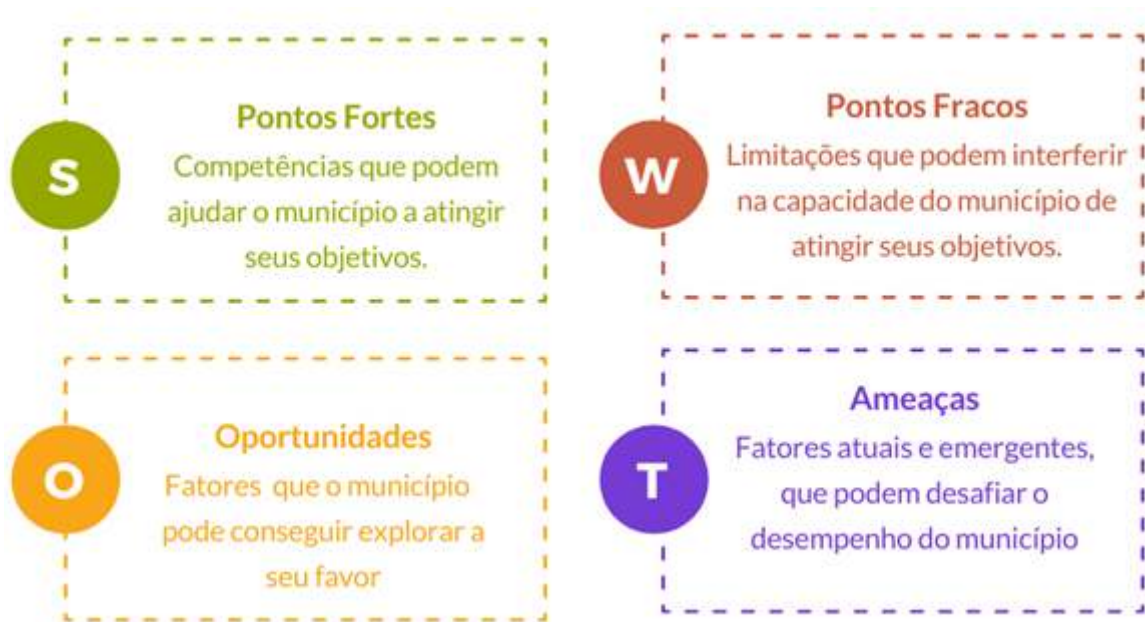 S
Pontos Fortes
Competências que podem
ajudar o município a atingir
seus objetivos.
W
Pontos Fracos
Limitações que podem interferir
na capacidade do município de
atingir seus objetivos.
O
Oportunidades
Fatores que o município
pode conseguir explorar a
seu favor
T
Ameaças
Fatores atuais e emergentes,
que podem desafiar o
desempenho do município